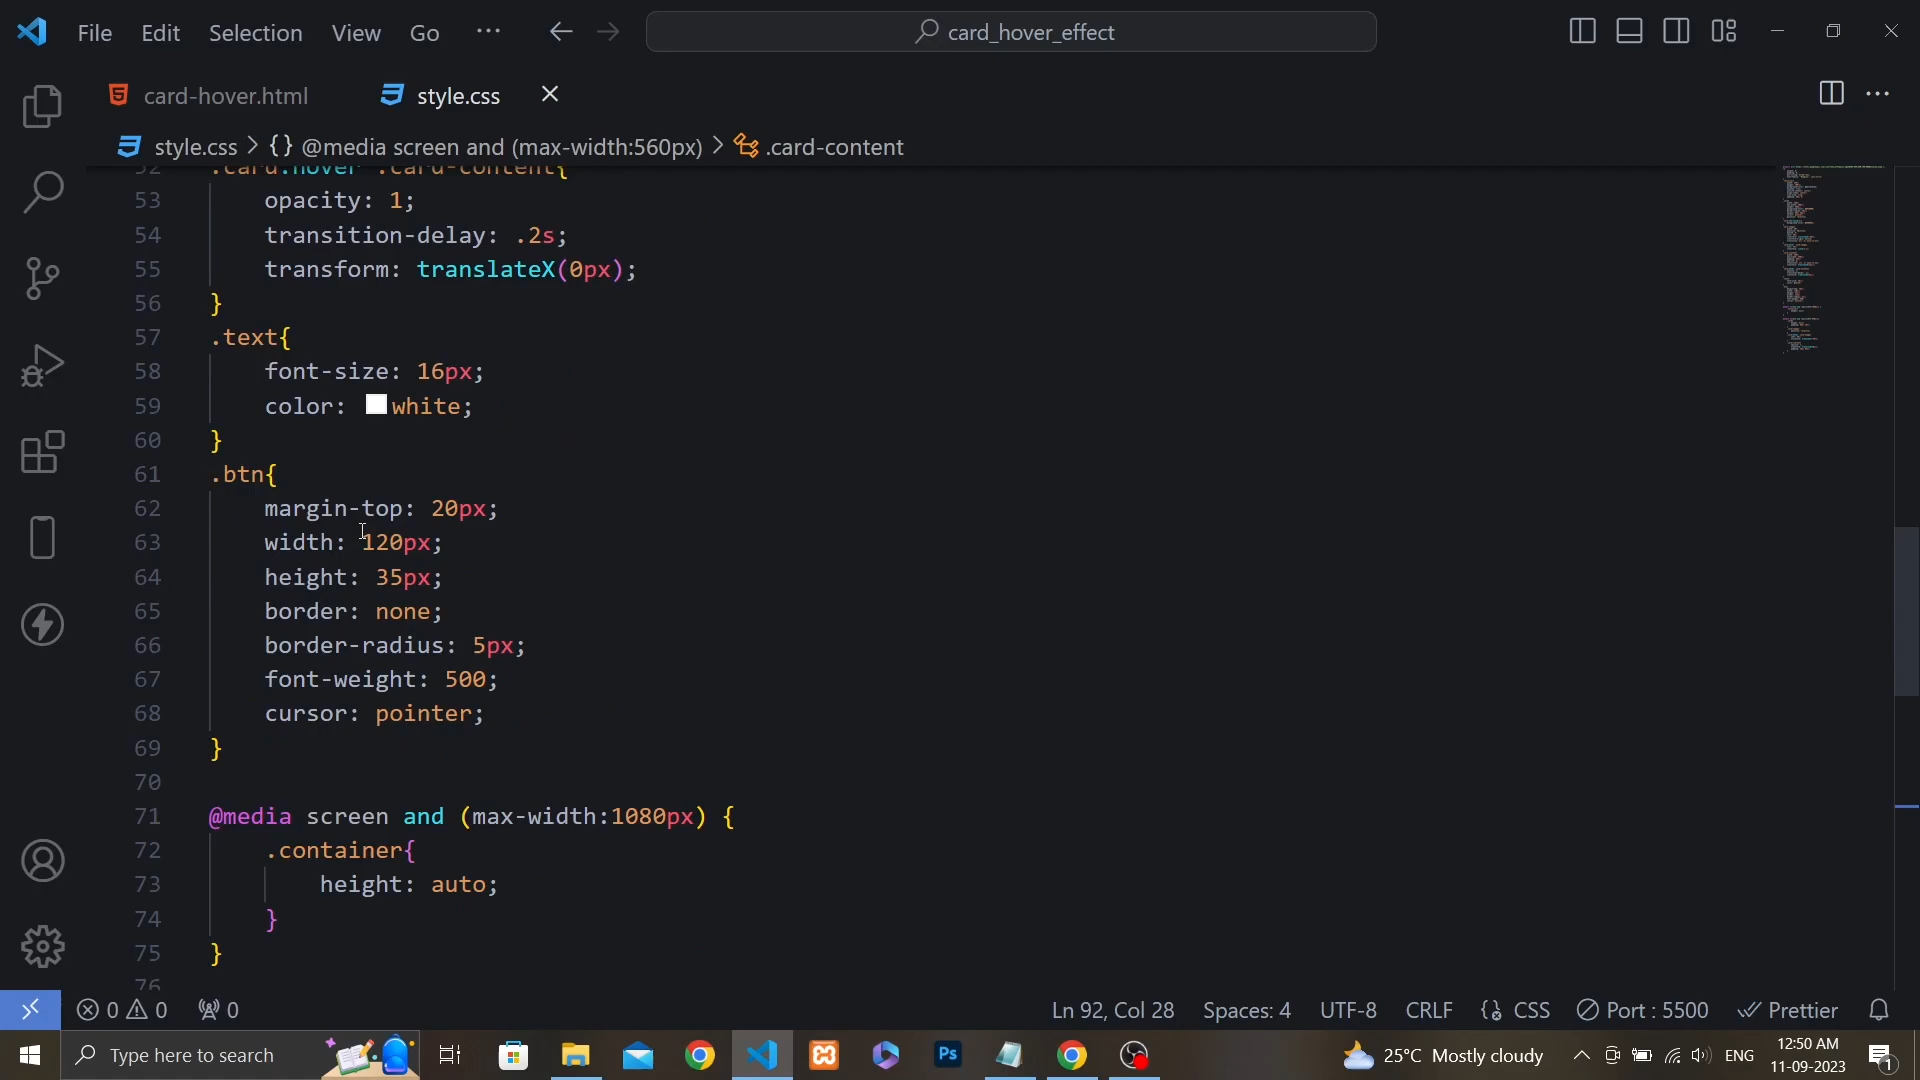 File Edit Selection View Go ··· card_hover_effect
card-hover.html style.css
style.css > {} @media screen and (max-width:560px) > .card-content
52 .card:hover .card-content{
53 opacity: 1;
54 transition-delay: .2s;
55 transform: translateX(0px);
56 }
57 .text{
58 font-size: 16px;
59 color: white;
60 }
61 .btn{
62 margin-top: 20px;
63 width: 120px;
64 height: 35px;
65 border: none;
66 border-radius: 5px;
67 font-weight: 500;
68 cursor: pointer;
69 }
70
71 @media screen and (max-width:1080px) {
72 .container{
73 height: auto;
74 }
75 }
76
0 0 0 Ln 92, Col 28 Spaces: 4 UTF-8 CRLF {} CSS Port : 5500 Prettier
Type here to search Ps 25°C Mostly cloudy ENG 12:50 AM
11-09-2023 1